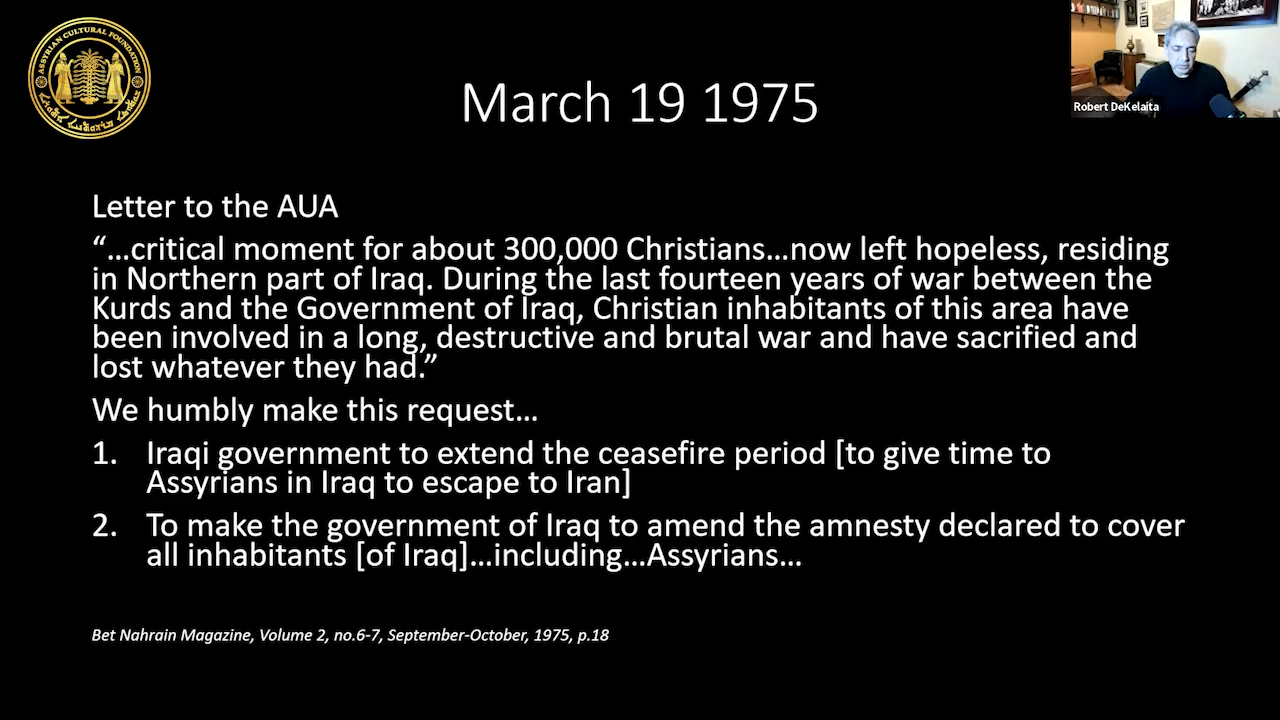 ASSYRIAN CULTURAL FOUNDATION
March 19 1975
Robert DeKelaita
Letter to the AUA
“…critical moment for about 300,000 Christians…now left hopeless, residing
in Northern part of Iraq. During the last fourteen years of war between the
Kurds and the Government of Iraq, Christian inhabitants of this area have
been involved in a long, destructive and brutal war and have sacrified and
lost whatever they had.”
We humbly make this request…
1. Iraqi government to extend the ceasefire period [to give time to
Assyrians in Iraq to escape to Iran]
2. To make the government of Iraq to amend the amnesty declared to cover
all inhabitants [of Iraq]…including…Assyrians…
Bet Nahrain Magazine, Volume 2, no.6-7, September-October, 1975, p.18